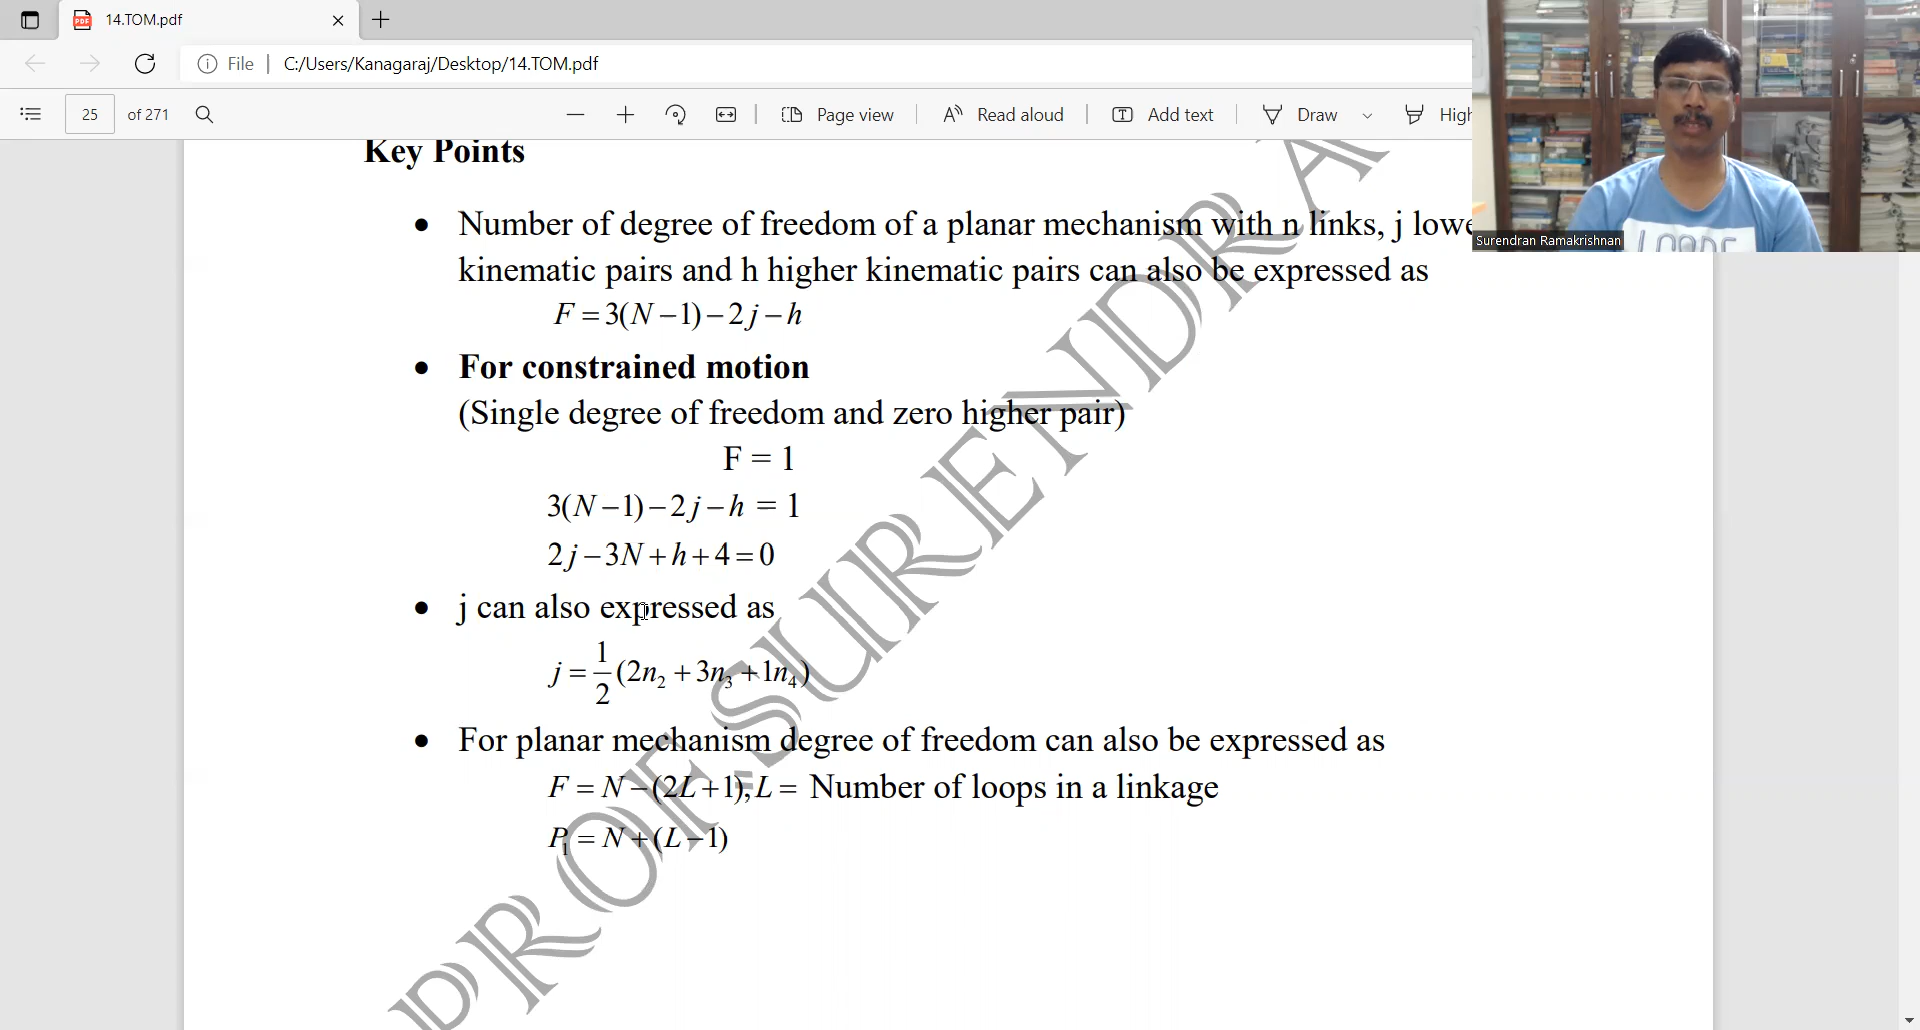 14.TOM.pdf
File
C:/Users/Kanagaraj/Desktop/14.TOM.pdf
25 of 271
Page view
Read aloud
Add text
Draw
Key Points
• Number of degree of freedom of a planar mechanism with n links, j lowe
kinematic pairs and h higher kinematic pairs can also be expressed as
F = 3(N − 1) − 2j − h
• For constrained motion
(Single degree of freedom and zero higher pair)
F = 1
3(N − 1) − 2j − h = 1
2j − 3N + h + 4 = 0
• j can also expressed as
j = 1/2 (2n₂ + 3n₃ + 1n₄)
• For planar mechanism degree of freedom can also be expressed as
F = N − (2L + 1), L = Number of loops in a linkage
P₁ = N + (L − 1)
PROF.SURENDRA
Surendran Ramakrishnan